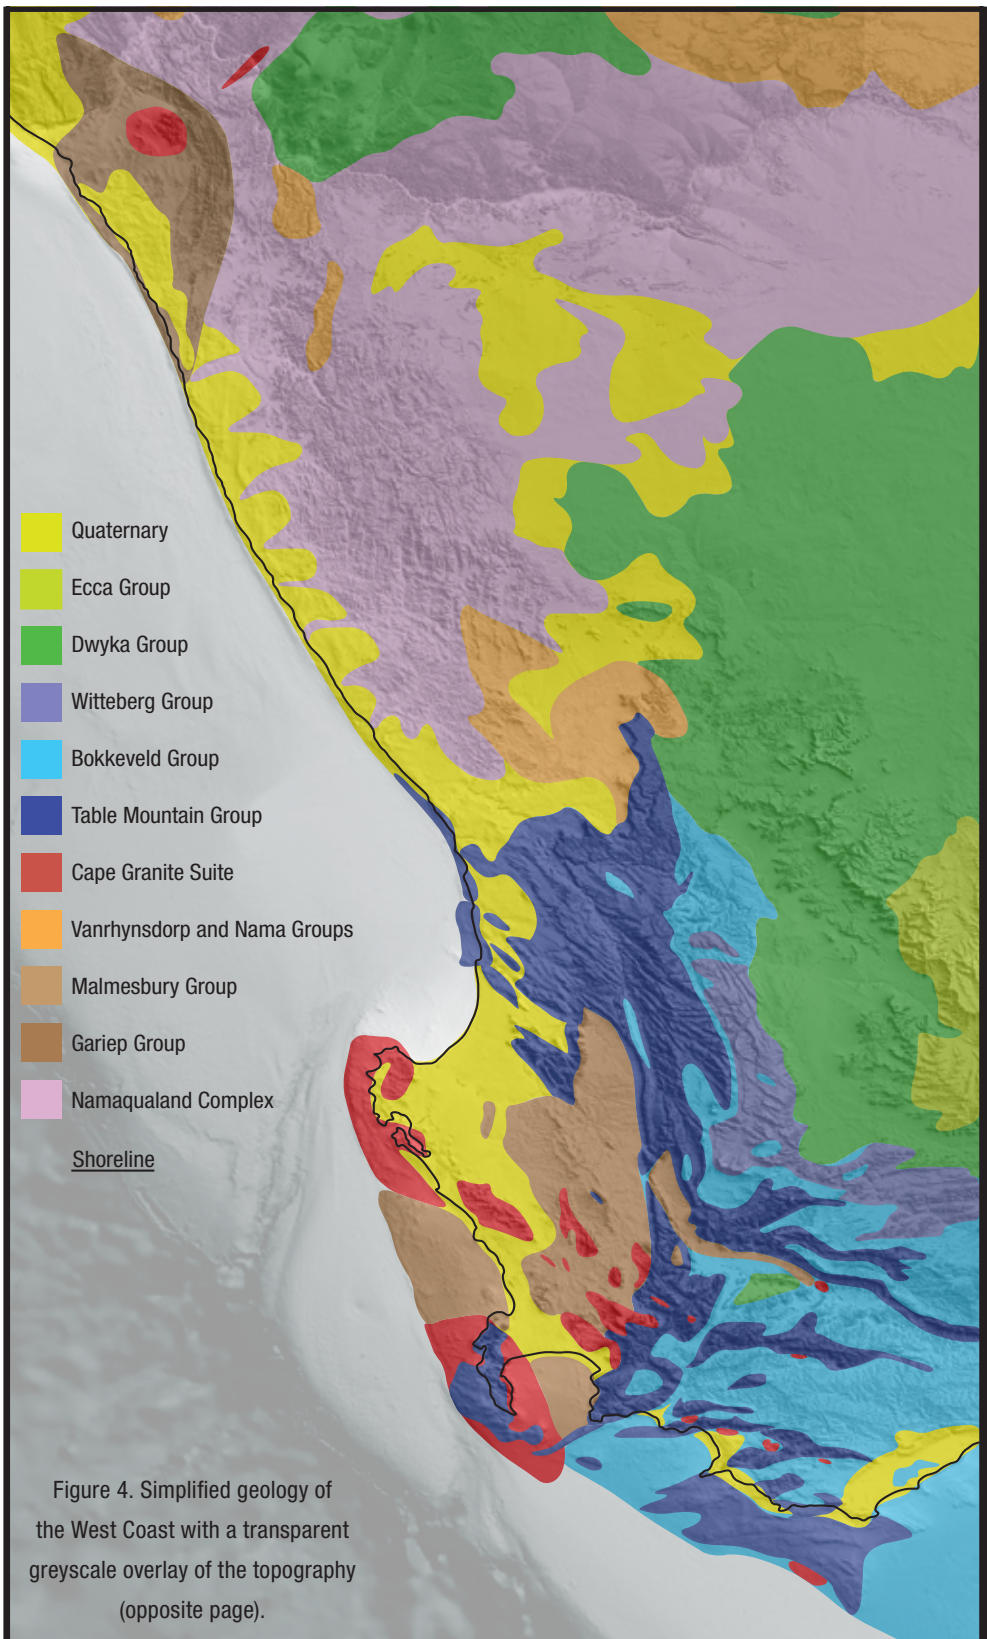 Quaternary
Ecca Group
Dwyka Group
Witteberg Group
Bokkeveld Group
Table Mountain Group
Cape Granite Suite
Vanrhynsdorp and Nama Groups
Malmesbury Group
Gariep Group
Namaqualand Complex
Shoreline
Figure 4. Simplified geology of
the West Coast with a transparent
greyscale overlay of the topography
(opposite page).